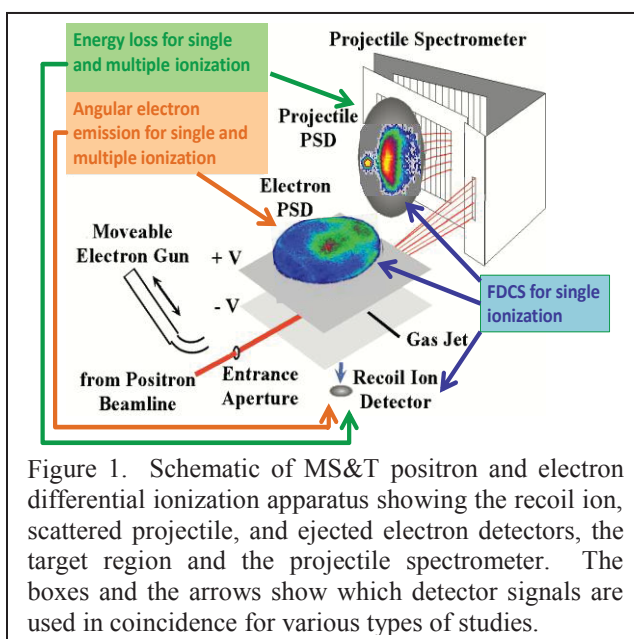 Energy loss for single
and multiple ionization
Angular electron
emission for single and
multiple ionization
Projectile Spectrometer
Projectile
PSD
Electron
PSD
Moveable
Electron Gun
+ V
- V
FDCS for single
ionization
Gas Jet
from Positron
Beamline
Entrance
Aperture
Recoil Ion
Detector
Figure 1. Schematic of MS&T positron and electron
differential ionization apparatus showing the recoil ion,
scattered projectile, and ejected electron detectors, the
target region and the projectile spectrometer. The
boxes and the arrows show which detector signals are
used in coincidence for various types of studies.